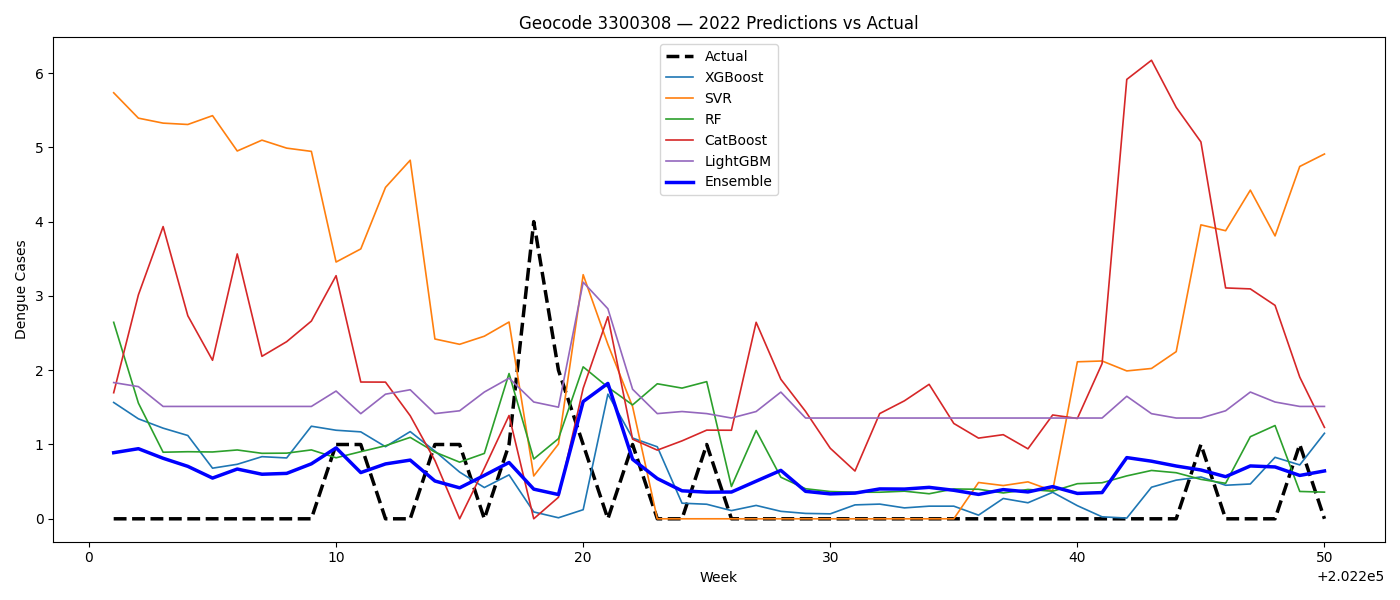 Geocode 3300308 — 2022 Predictions vs Actual
Actual
XGBoost
SVR
RF
CatBoost
LightGBM
Ensemble
Dengue Cases
6
5
4
3
2
1
0
0 10 20 30 40 50
Week
+2.022e5